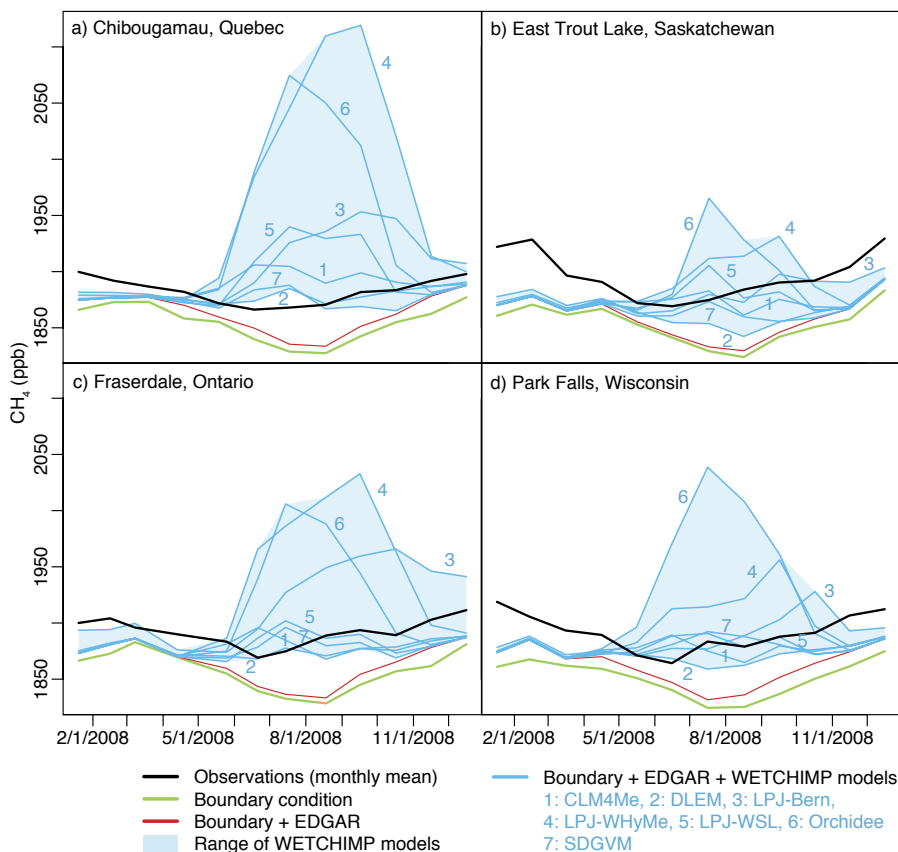 a) Chibougamau, Quebec
b) East Trout Lake, Saskatchewan
4
6
3
5
1
7
2
6
4
5
3
1
7
2
2050
1950
1850
CH4 (ppb)
c) Fraserdale, Ontario
d) Park Falls, Wisconsin
4
6
3
5
1
7
2
6
4
3
7
5
1
2
2050
1950
1850
2/1/2008 5/1/2008 8/1/2008 11/1/2008
2/1/2008 5/1/2008 8/1/2008 11/1/2008
Observations (monthly mean)
Boundary condition
Boundary + EDGAR
Range of WETCHIMP models
Boundary + EDGAR + WETCHIMP models
1: CLM4Me, 2: DLEM, 3: LPJ-Bern,
4: LPJ-WHyMe, 5: LPJ-WSL, 6: Orchidee
7: SDGVM